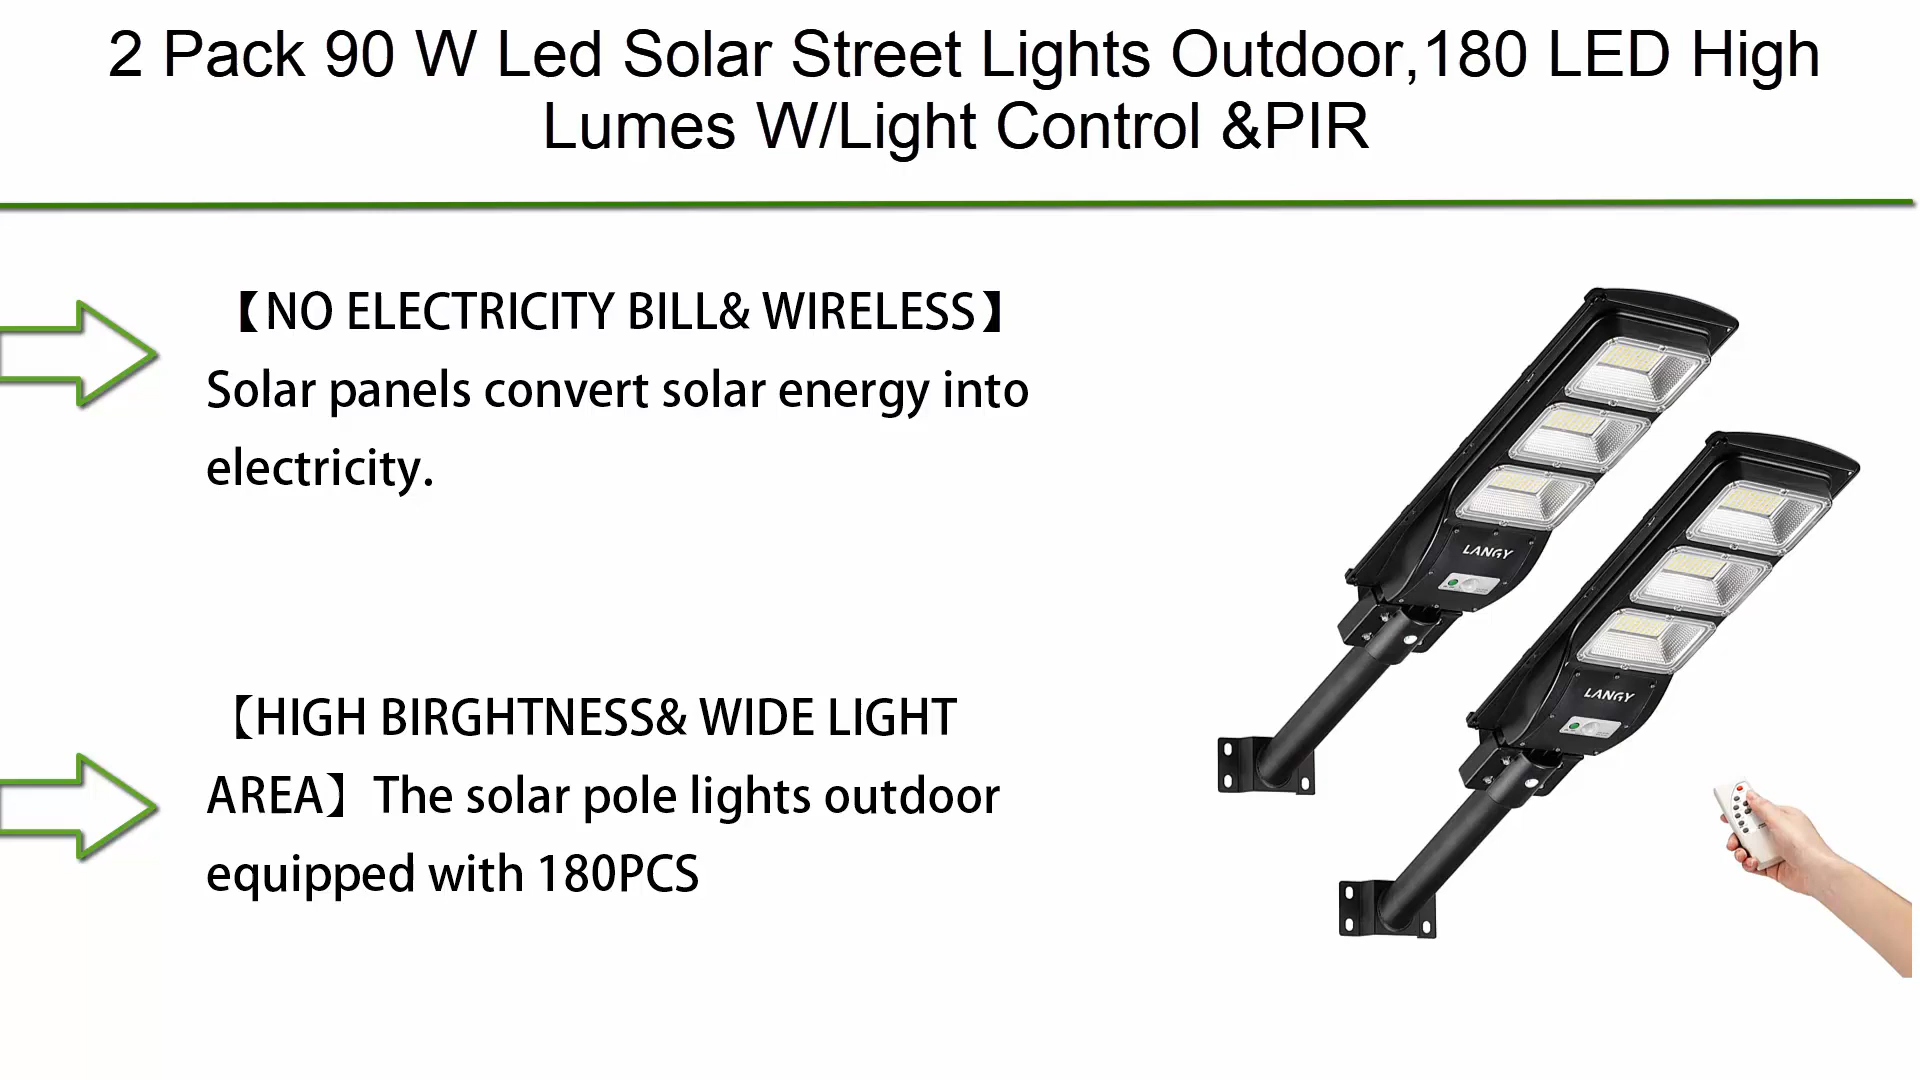 2 Pack 90 W Led Solar Street Lights Outdoor,180 LED High
Lumes W/Light Control &PIR
【NO ELECTRICITY BILL& WIRELESS】
Solar panels convert solar energy into
electricity.
【HIGH BIRGHTNESS& WIDE LIGHT
AREA】The solar pole lights outdoor
equipped with 180PCS
LANGY
LANGY